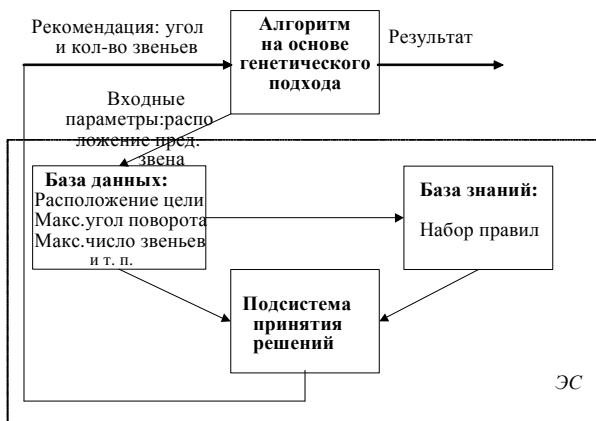 Рекомендация: угол
и кол-во звеньев
Алгоритм
на основе
генетического
подхода
Результат
Входные
параметры:распо
ложение пред.
звена
База данных:
Расположение цели
Макс.угол поворота
Макс.число звеньев
и т. п.
База знаний:
Набор правил
Подсистема
принятия
решений
ЭС